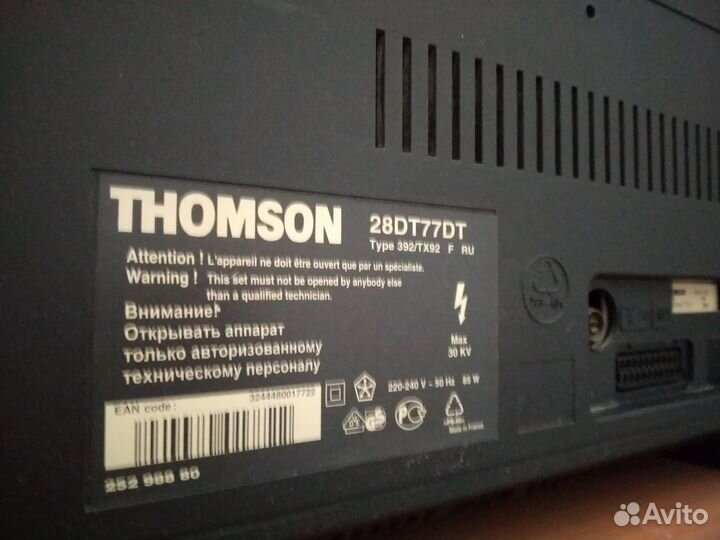 THOMSON
28DT77DT
Type 392/TX92 F RU
Attention ! L'appareil ne doit être ouvert que par un spécialiste.
Warning ! This set must not be opened by anybody else
than a qualified technician.
Внимание!
Открывать аппарат
только авторизованному
техническому персоналу
Max
30 KV
EAN code :
3244480017722
220-240 V ~ 50 Hz 85 W
Made in France
252 988 80
Avito